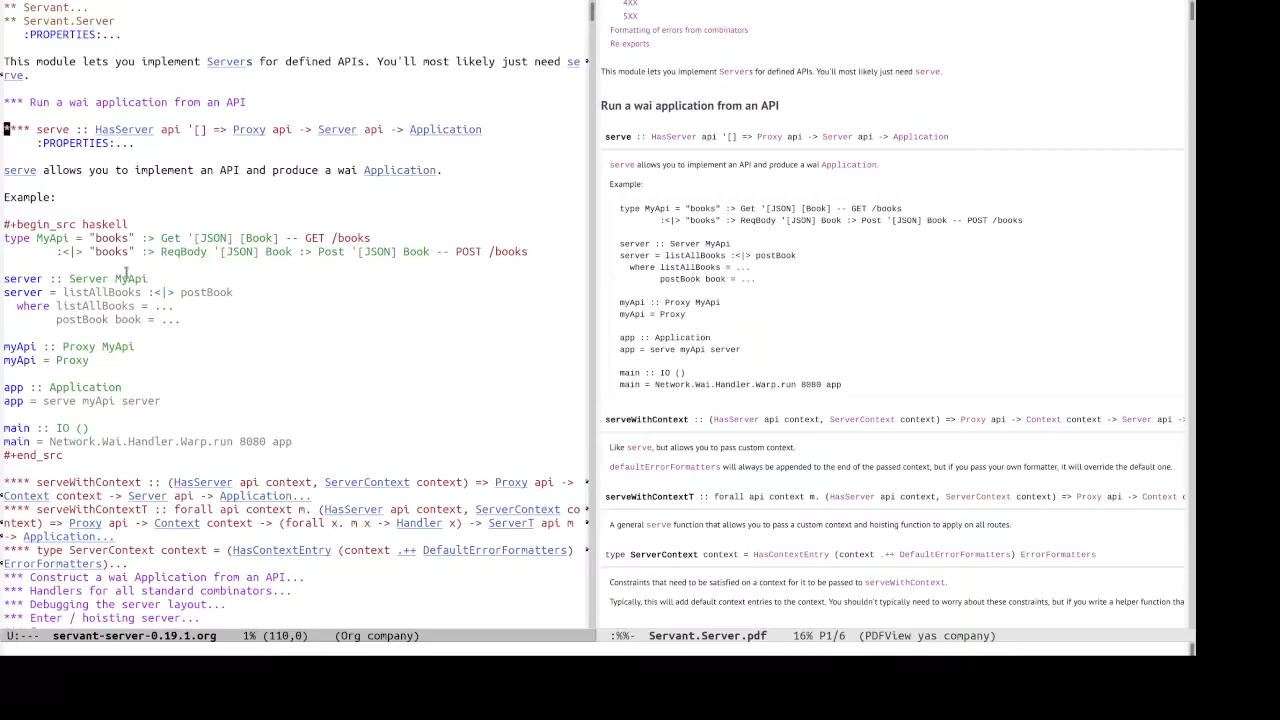 ** Servant...
** Servant.Server
:PROPERTIES:...
This module lets you implement Servers for defined APIs. You'll most likely just need se
rve.
*** Run a wai application from an API
**** serve :: HasServer api '[] => Proxy api -> Server api -> Application
:PROPERTIES:...
serve allows you to implement an API and produce a wai Application.
Example:
#+begin_src haskell
type MyApi = "books" :> Get '[JSON] [Book] -- GET /books
:<|> "books" :> ReqBody '[JSON] Book :> Post '[JSON] Book -- POST /books
server :: Server MyApi
server = listAllBooks :<|> postBook
where listAllBooks = ...
postBook book = ...
myApi :: Proxy MyApi
myApi = Proxy
app :: Application
app = serve myApi server
main :: IO ()
main = Network.Wai.Handler.Warp.run 8080 app
#+end_src
**** serveWithContext :: (HasServer api context, ServerContext context) => Proxy api ->
Context context -> Server api -> Application...
**** serveWithContextT :: forall api context m. (HasServer api context, ServerContext co
ntext) => Proxy api -> Context context -> (forall x. m x -> Handler x) -> ServerT api m
-> Application...
**** type ServerContext context = (HasContextEntry (context .++ DefaultErrorFormatters)
ErrorFormatters)...
*** Construct a wai Application from an API...
*** Handlers for all standard combinators...
*** Debugging the server layout...
*** Enter / hoisting server...
U:--- servant-server-0.19.1.org 1% (110,0) (Org company)
4XX
5XX
Formatting of errors from combinators
Re-exports
This module lets you implement Servers for defined APIs. You'll most likely just need serve.
Run a wai application from an API
serve :: HasServer api '[] => Proxy api -> Server api -> Application
serve allows you to implement an API and produce a wai Application.
Example:
type MyApi = "books" :> Get '[JSON] [Book] -- GET /books
:<|> "books" :> ReqBody '[JSON] Book :> Post '[JSON] Book -- POST /books
server :: Server MyApi
server = listAllBooks :<|> postBook
where listAllBooks = ...
postBook book = ...
myApi :: Proxy MyApi
myApi = Proxy
app :: Application
app = serve myApi server
main :: IO ()
main = Network.Wai.Handler.Warp.run 8080 app
serveWithContext :: (HasServer api context, ServerContext context) => Proxy api -> Context context -> Server api ->
Like serve, but allows you to pass custom context.
defaultErrorFormatters will always be appended to the end of the passed context, but if you pass your own formatter, it will override the default one.
serveWithContextT :: forall api context m. (HasServer api context, ServerContext context) => Proxy api -> Context c
A general serve function that allows you to pass a custom context and hoisting function to apply on all routes.
type ServerContext context = HasContextEntry (context .++ DefaultErrorFormatters) ErrorFormatters
Constraints that need to be satisfied on a context for it to be passed to serveWithContext.
Typically, this will add default context entries to the context. You shouldn't typically need to worry about these constraints, but if you write a helper function tha
:%%- Servant.Server.pdf 16% P1/6 (PDFView yas company)